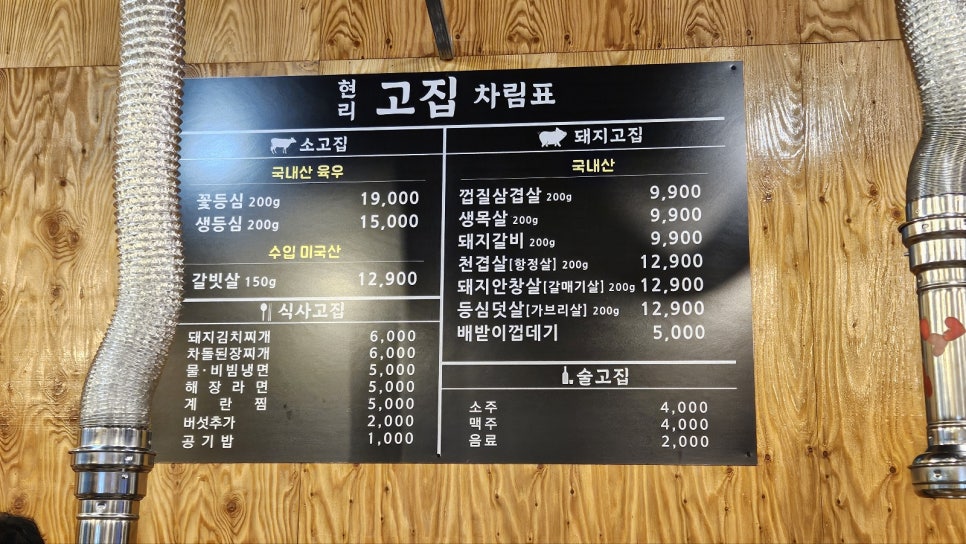 현리 고집 차림표
소고집
국내산 육우
꽃등심 200g 19,000
생등심 200g 15,000
수입 미국산
갈빗살 150g 12,900
식사고집
돼지김치찌개 6,000
차돌된장찌개 6,000
물·비빔냉면 5,000
해장라면 5,000
계란찜 5,000
버섯추가 2,000
공기밥 1,000
돼지고집
국내산
껍질삼겹살 200g 9,900
생목살 200g 9,900
돼지갈비 200g 9,900
천겹살[항정살] 200g 12,900
돼지안창살[갈매기살] 200g 12,900
등심덧살[가브리살] 200g 12,900
배받이껍데기 5,000
술고집
소주 4,000
맥주 4,000
음료 2,000